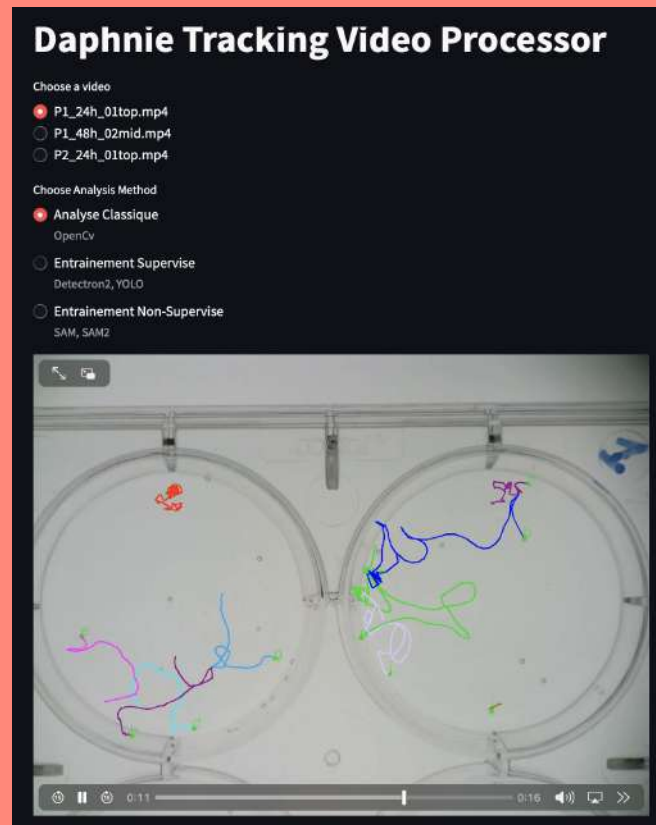 Daphnie Tracking Video Processor
Choose a video
P1_24h_01top.mp4
P1_48h_02mid.mp4
P2_24h_01top.mp4
Choose Analysis Method
Analyse Classique
OpenCv
Entrainement Supervise
Detectron2, YOLO
Entrainement Non-Supervise
SAM, SAM2
0:11
0:16